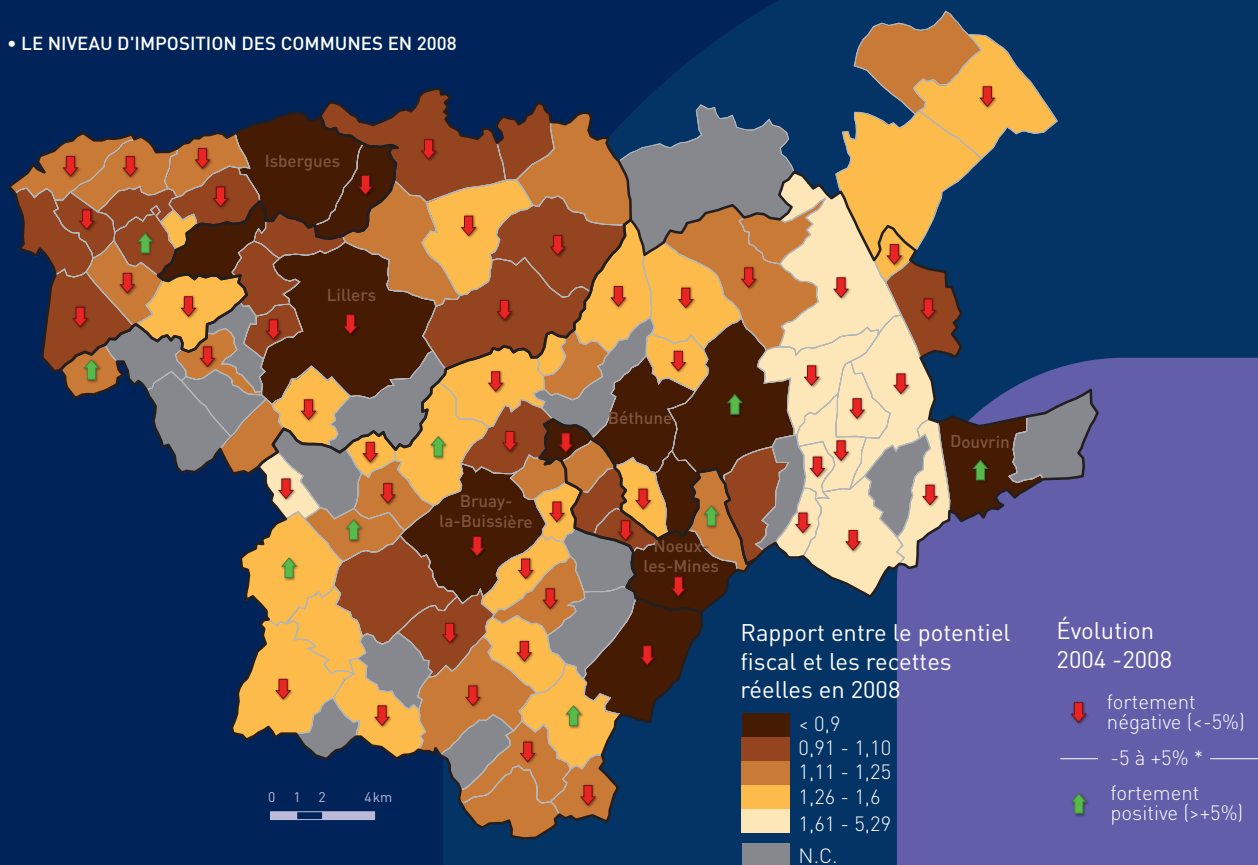 • LE NIVEAU D'IMPOSITION DES COMMUNES EN 2008
Isbergues
Lillers
Béthune
Douvrin
Bruay-
la-Buissière
Noeux-
les-Mines
0 1 2 4km
Rapport entre le potentiel
fiscal et les recettes
réelles en 2008
< 0,9
0,91 - 1,10
1,11 - 1,25
1,26 - 1,6
1,61 - 5,29
N.C.
Évolution
2004 -2008
fortement
négative (<-5%)
-5 à +5% *
fortement
positive (>+5%)